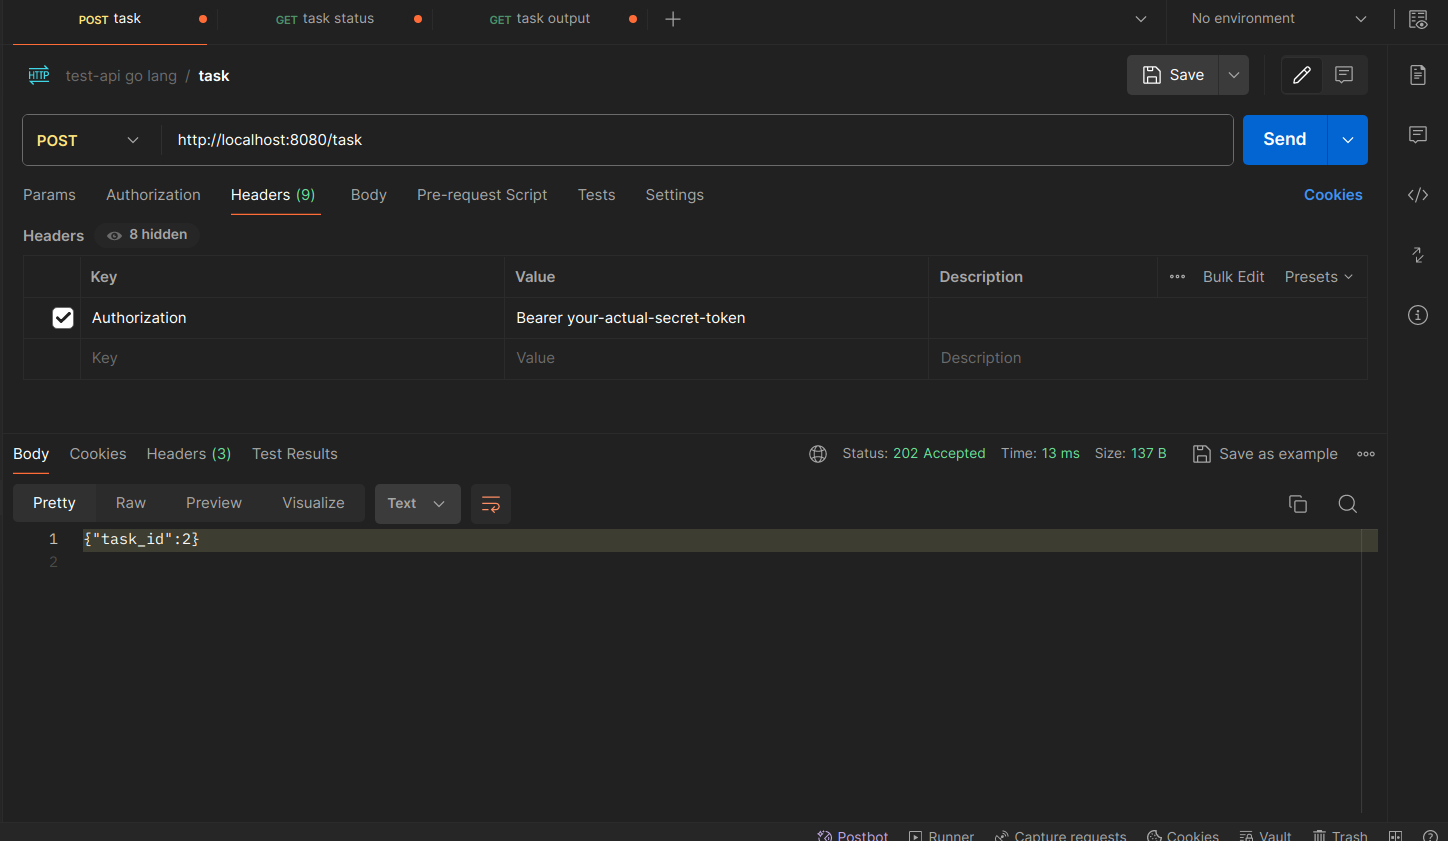 POST task GET task status GET task output No environment
HTTP test-api go lang / task Save
POST http://localhost:8080/task Send
Params Authorization Headers (9) Body Pre-request Script Tests Settings Cookies
Headers 8 hidden
Key Value Description Bulk Edit Presets
Authorization Bearer your-actual-secret-token
Key Value Description
Body Cookies Headers (3) Test Results Status: 202 Accepted Time: 13 ms Size: 137 B Save as example
Pretty Raw Preview Visualize Text
1 {"task_id":2}
2
Postbot Runner Capture requests Cookies Vault Trash